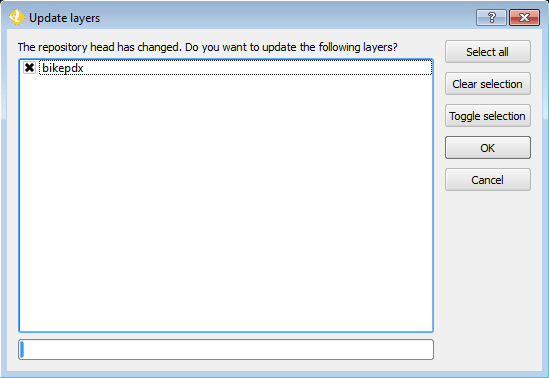 Update layers
?
The repository head has changed. Do you want to update the following layers?
bikepdx
Select all
Clear selection
Toggle selection
OK
Cancel